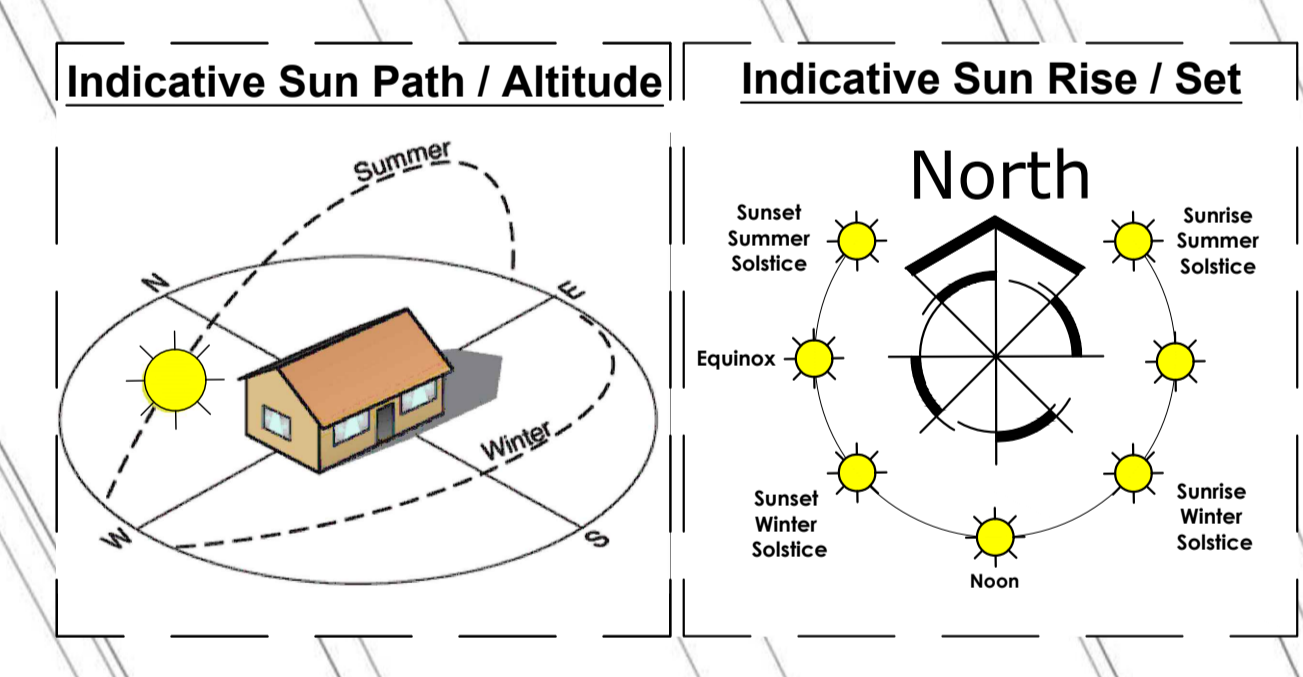 Indicative Sun Path / Altitude
Summer
N
E
Winter
W
S
Indicative Sun Rise / Set
North
Sunset
Summer
Solstice
Sunrise
Summer
Solstice
Equinox
Sunset
Winter
Solstice
Sunrise
Winter
Solstice
Noon